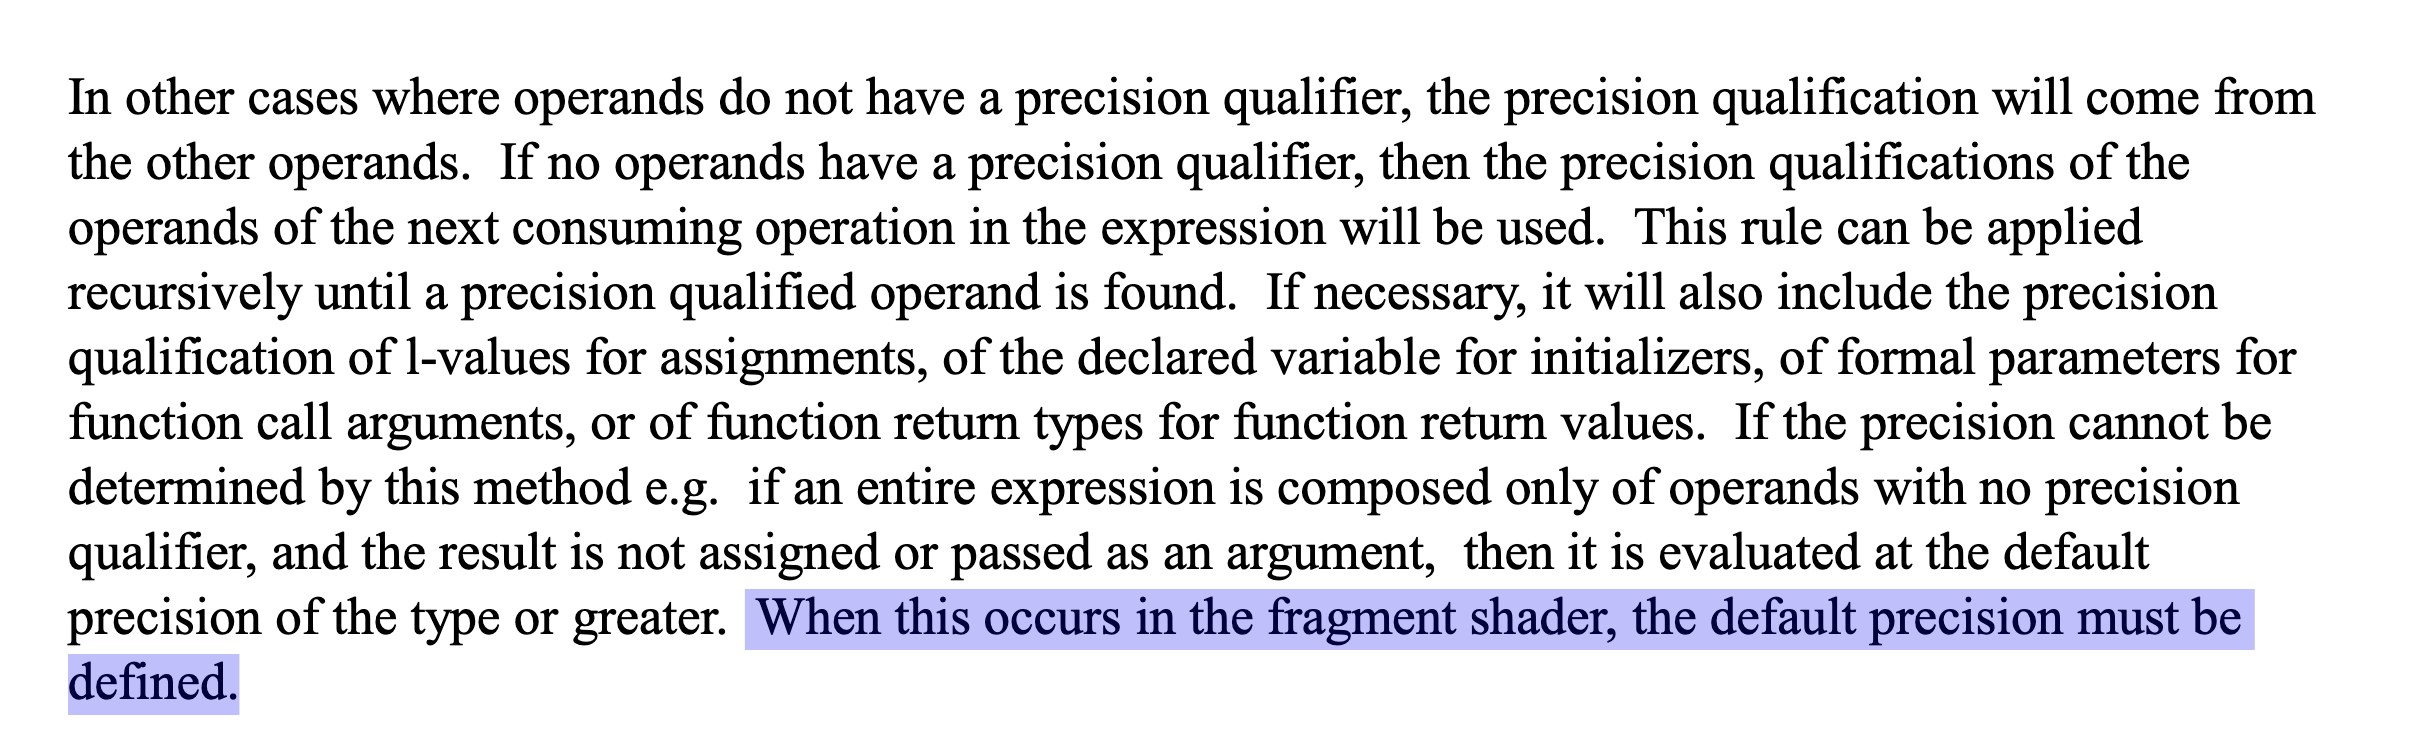 In other cases where operands do not have a precision qualifier, the precision qualification will come from
the other operands.  If no operands have a precision qualifier, then the precision qualifications of the
operands of the next consuming operation in the expression will be used.  This rule can be applied
recursively until a precision qualified operand is found.  If necessary, it will also include the precision
qualification of l-values for assignments, of the declared variable for initializers, of formal parameters for
function call arguments, or of function return types for function return values.  If the precision cannot be
determined by this method e.g.  if an entire expression is composed only of operands with no precision
qualifier, and the result is not assigned or passed as an argument,  then it is evaluated at the default
precision of the type or greater.  When this occurs in the fragment shader, the default precision must be
defined.